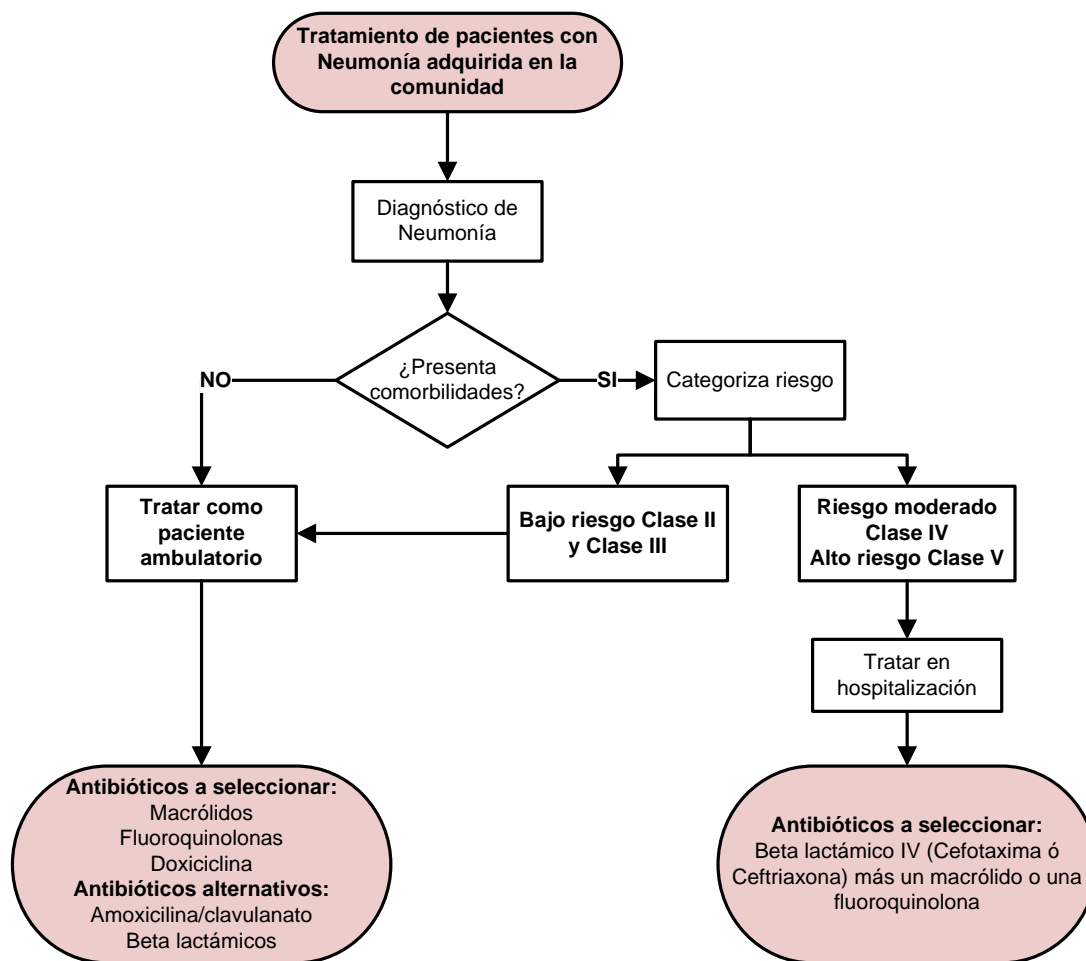 Tratamiento de pacientes con
Neumonía adquirida en la
comunidad
Diagnóstico de
Neumonía
¿Presenta
comorbilidades?
NO
SI
Categoriza riesgo
Tratar como
paciente
ambulatorio
Bajo riesgo Clase II
y Clase III
Riesgo moderado
Clase IV
Alto riesgo Clase V
Tratar en
hospitalización
Antibióticos a seleccionar:
Macrólidos
Fluoroquinolonas
Doxiciclina
Antibióticos alternativos:
Amoxicilina/clavulanato
Beta lactámicos
Antibióticos a seleccionar:
Beta lactámico IV (Cefotaxima ó
Ceftriaxona) más un macrólido o una
fluoroquinolona